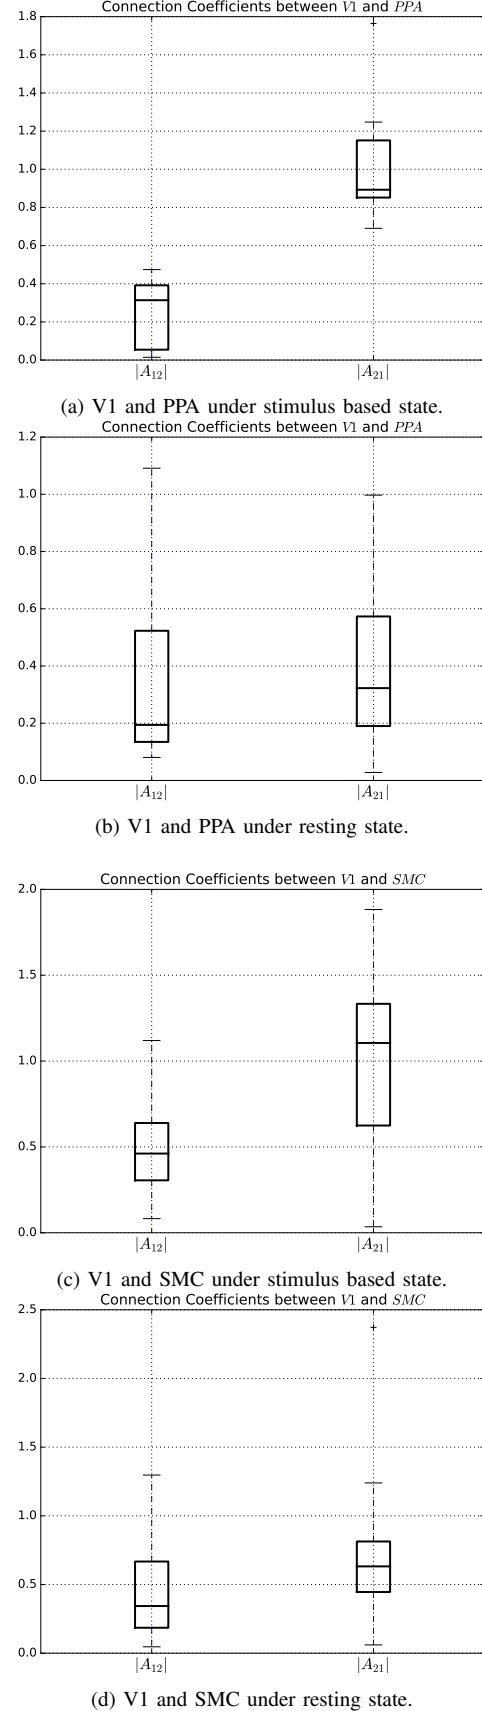 Connection Coefficients between V1 and PPA
1.8
1.6
1.4
1.2
1.0
0.8
0.6
0.4
0.2
0.0
|A12| |A21|
(a) V1 and PPA under stimulus based state.
Connection Coefficients between V1 and PPA
1.2
1.0
0.8
0.6
0.4
0.2
0.0
|A12| |A21|
(b) V1 and PPA under resting state.
Connection Coefficients between V1 and SMC
2.0
1.5
1.0
0.5
0.0
|A12| |A21|
(c) V1 and SMC under stimulus based state.
Connection Coefficients between V1 and SMC
2.5
2.0
1.5
1.0
0.5
0.0
|A12| |A21|
(d) V1 and SMC under resting state.